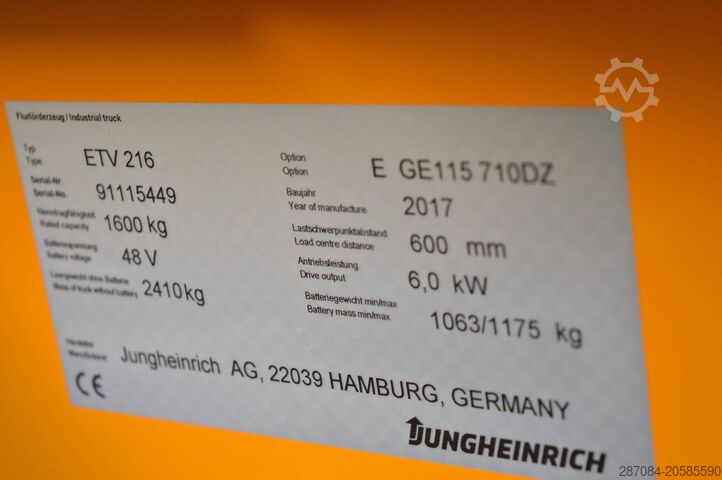 Flurförderzeug / Industrial truck
Typ
Type
ETV 216
Serial-Nr.
Serial-No.
91115449
Nenntragfähigkeit
Rated capacity
1600 kg
Batteriespannung
Battery voltage
48 V
Leergewicht ohne Batterie
Mass of truck without battery
2410 kg
Option
Option
E GE115 710DZ
Baujahr
Year of manufacture
2017
Lastschwerpunktabstand
Load centre distance
600 mm
Antriebsleistung
Drive output
6,0 kW
Batteriegewicht min/max
Battery mass min/max
1063/1175 kg
Hersteller
Manufacturer
Jungheinrich AG, 22039 HAMBURG, GERMANY
CE
JUNGHEINRICH
287084-20585590